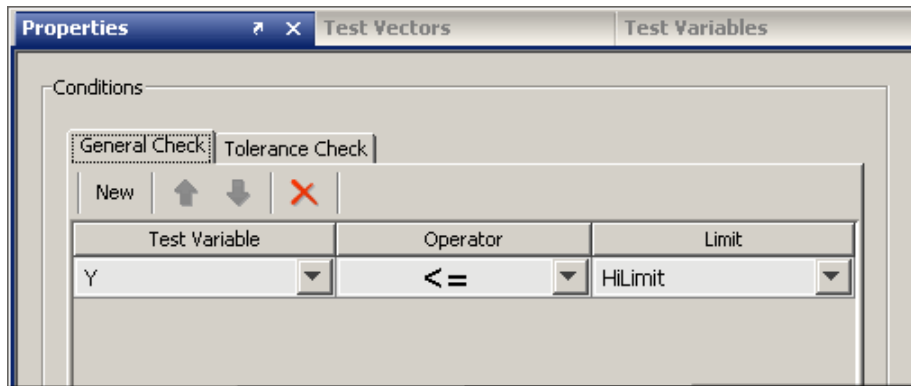 Properties Test Vectors Test Variables
Conditions
General Check Tolerance Check
New
Test Variable Operator Limit
Y <= HiLimit